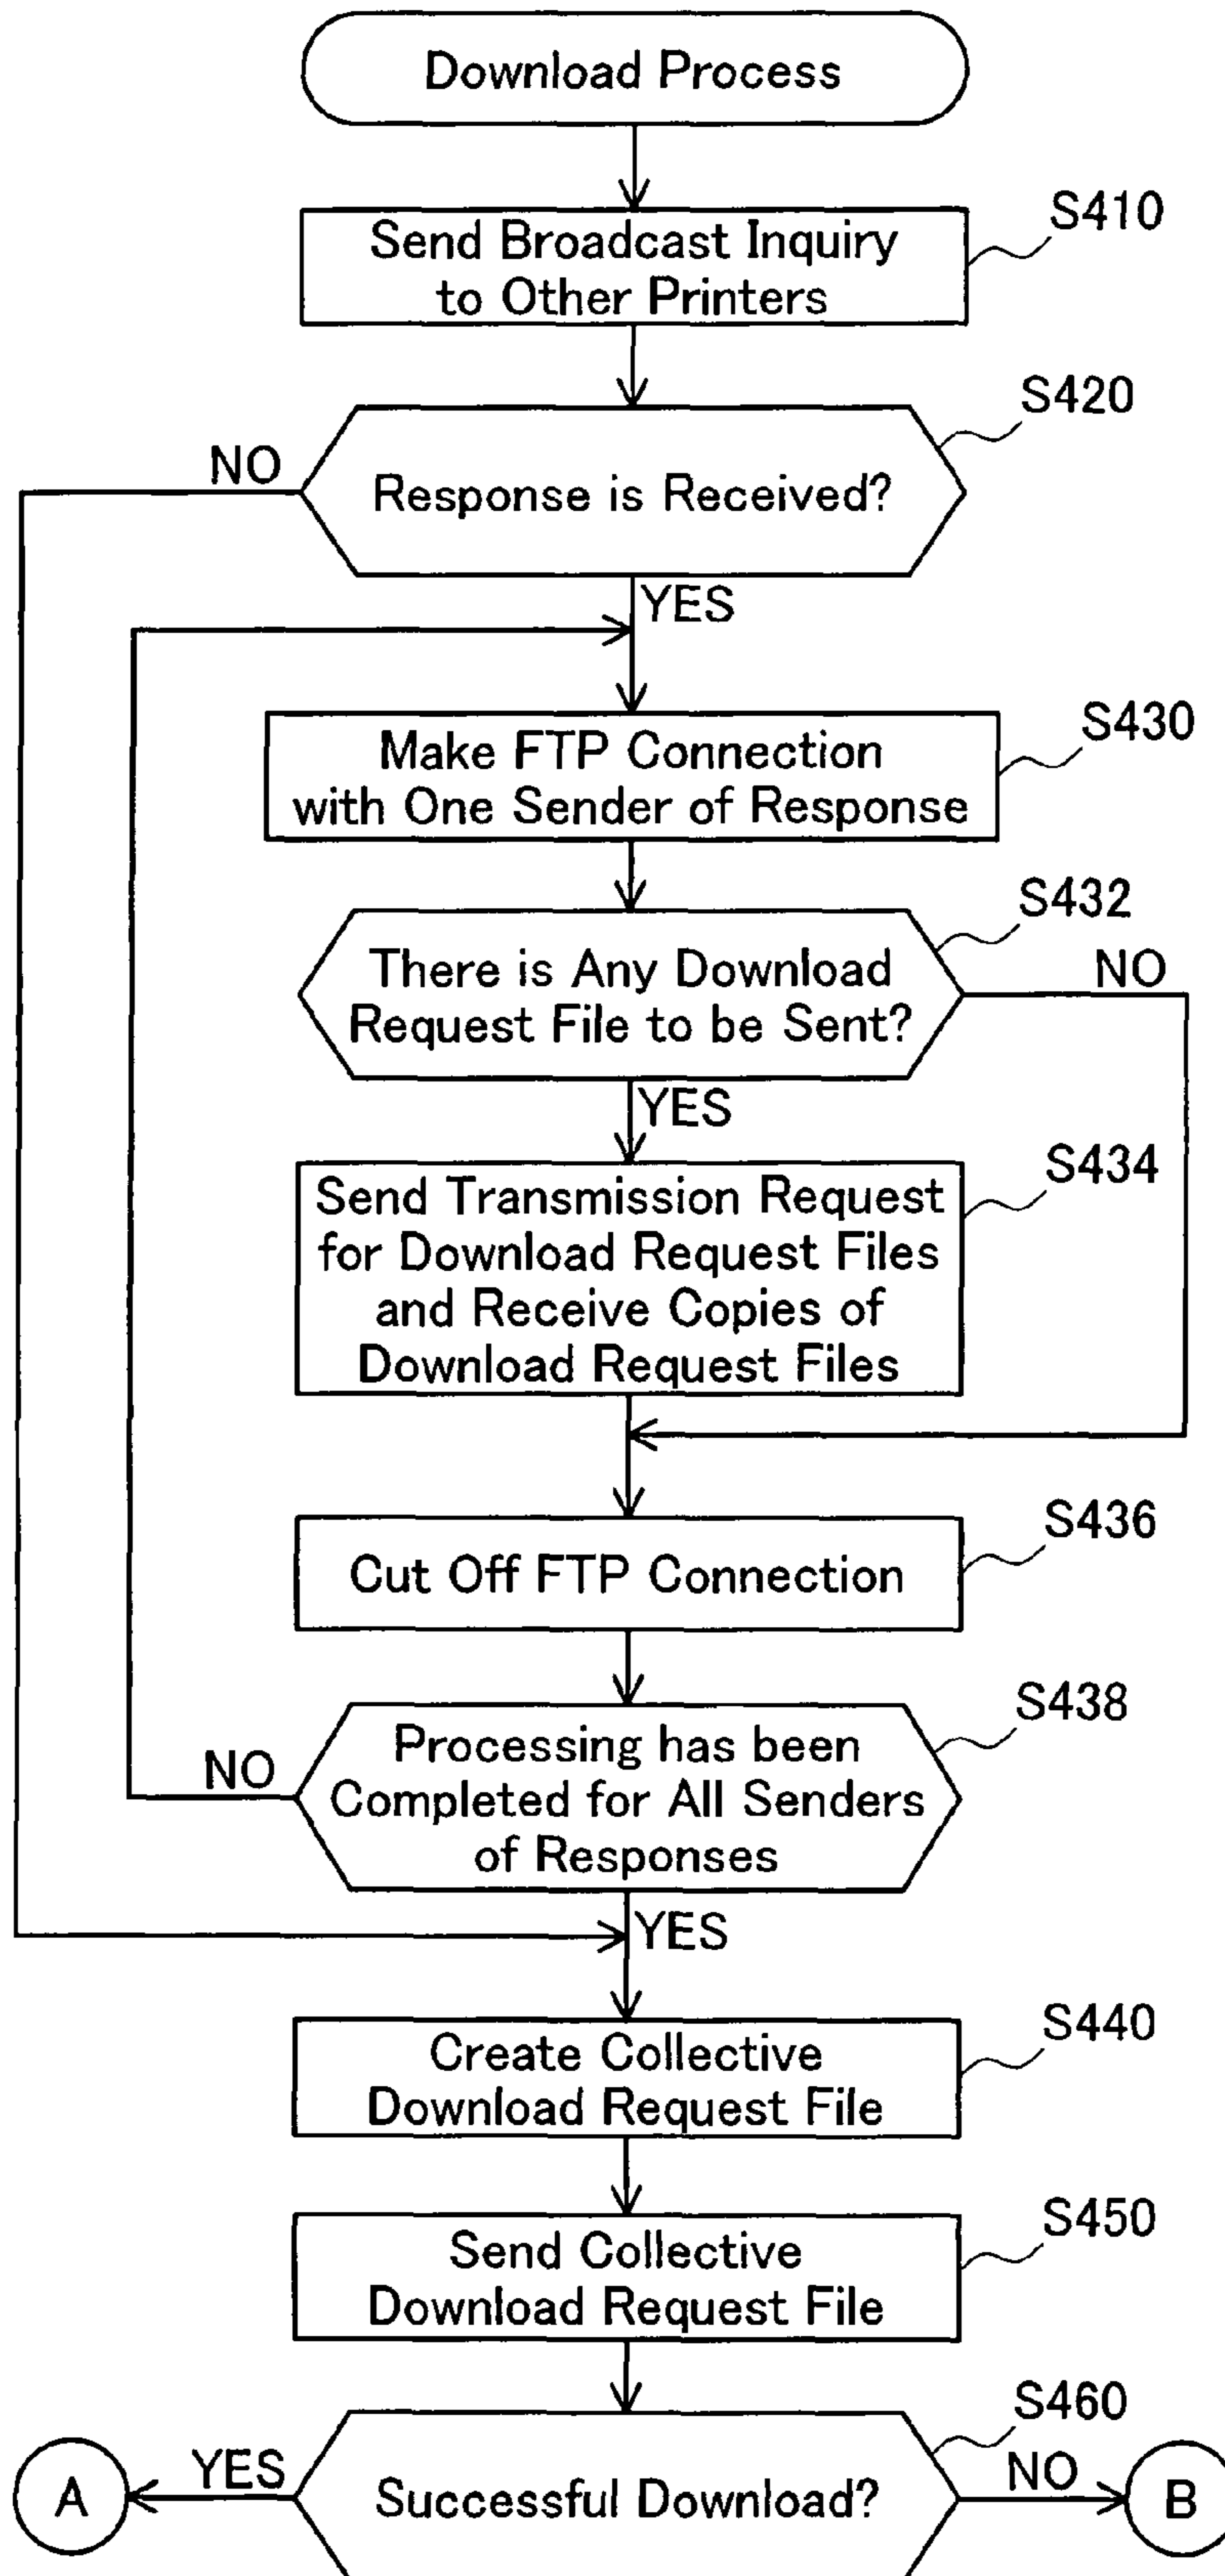 Download Process
S410
Send Broadcast Inquiry
to Other Printers
S420
NO
Response is Received?
YES
S430
Make FTP Connection
with One Sender of Response
S432
There is Any Download
Request File to be Sent?
NO
YES
S434
Send Transmission Request
for Download Request Files
and Receive Copies of
Download Request Files
S436
Cut Off FTP Connection
S438
NO
Processing has been
Completed for All Senders
of Responses
YES
S440
Create Collective
Download Request File
S450
Send Collective
Download Request File
S460
A
YES
Successful Download?
NO
B